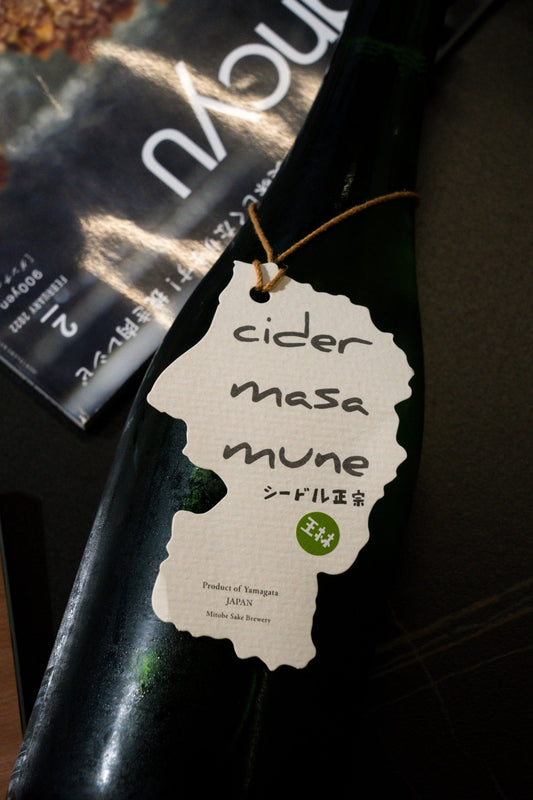 cider
masa
mune
シードル正宗
王林
Product of Yamagata
JAPAN
Mitobe Sake Brewery
ancyu
900yen
FEBRUARY 2022
2